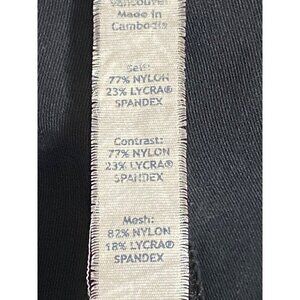 Vancouver
Made in
Cambodia
Self:
77% NYLON
23% LYCRA®
SPANDEX
Contrast:
77% NYLON
23% LYCRA®
SPANDEX
Mesh:
82% NYLON
18% LYCRA®
SPANDEX